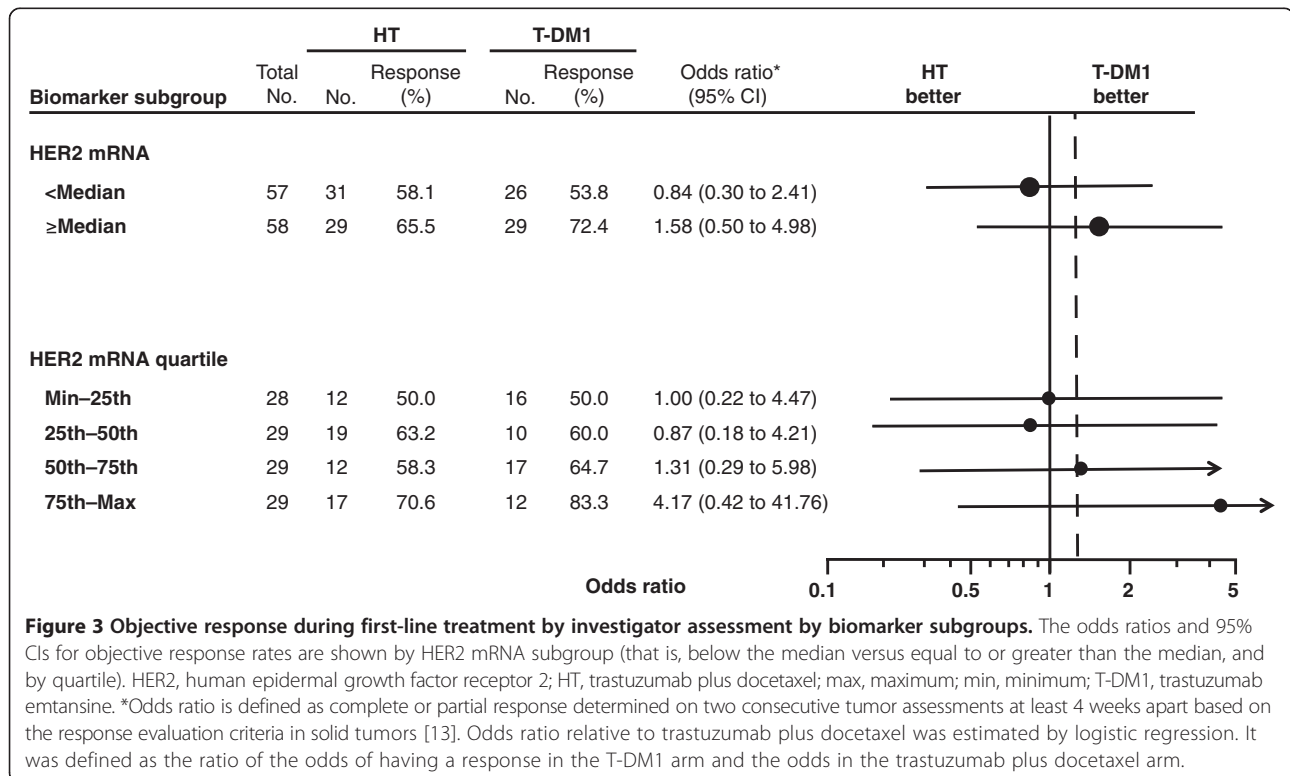 HT T-DM1
Total Response Response Odds ratio* HT T-DM1
Biomarker subgroup No. No. (%) No. (%) (95% CI) better better
HER2 mRNA
<Median 57 31 58.1 26 53.8 0.84 (0.30 to 2.41)
≥Median 58 29 65.5 29 72.4 1.58 (0.50 to 4.98)
HER2 mRNA quartile
Min–25th 28 12 50.0 16 50.0 1.00 (0.22 to 4.47)
25th–50th 29 19 63.2 10 60.0 0.87 (0.18 to 4.21)
50th–75th 29 12 58.3 17 64.7 1.31 (0.29 to 5.98)
75th–Max 29 17 70.6 12 83.3 4.17 (0.42 to 41.76)
Odds ratio 0.1 0.5 1 2 5
Figure 3 Objective response during first-line treatment by investigator assessment by biomarker subgroups. The odds ratios and 95%
CIs for objective response rates are shown by HER2 mRNA subgroup (that is, below the median versus equal to or greater than the median, and
by quartile). HER2, human epidermal growth factor receptor 2; HT, trastuzumab plus docetaxel; max, maximum; min, minimum; T-DM1, trastuzumab
emtansine. *Odds ratio is defined as complete or partial response determined on two consecutive tumor assessments at least 4 weeks apart based on
the response evaluation criteria in solid tumors [13]. Odds ratio relative to trastuzumab plus docetaxel was estimated by logistic regression. It
was defined as the ratio of the odds of having a response in the T-DM1 arm and the odds in the trastuzumab plus docetaxel arm.